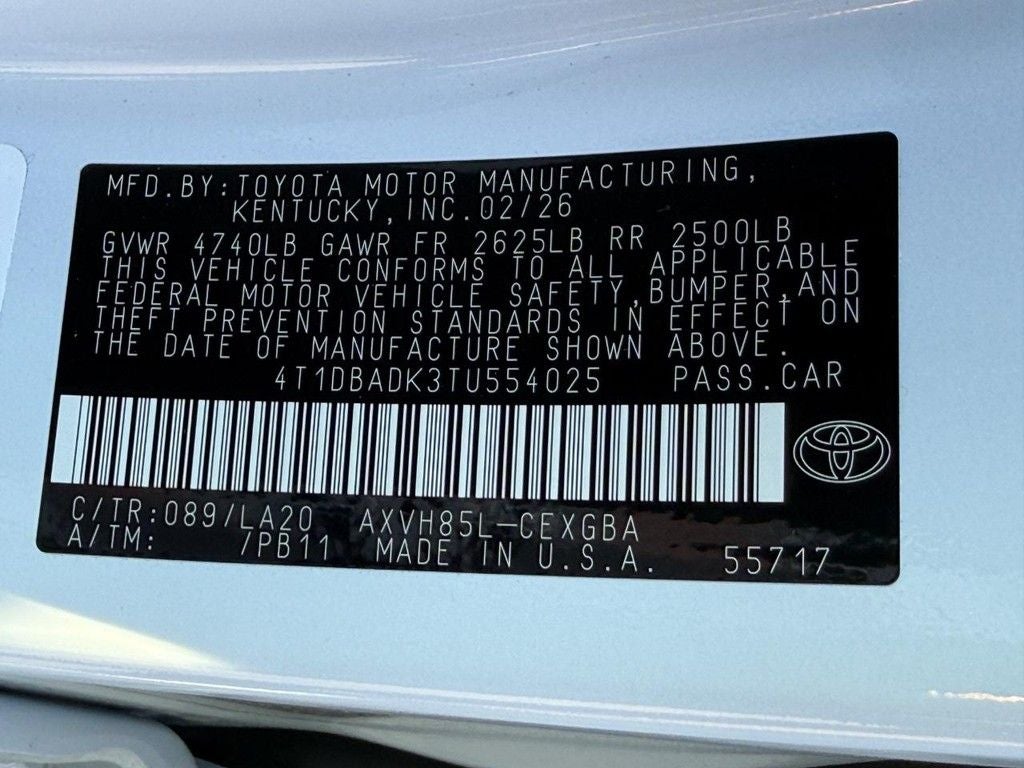 MFD.BY:TOYOTA MOTOR MANUFACTURING,
KENTUCKY,INC.02/26
GVWR 4740LB GAWR FR 2625LB RR 2500LB
THIS VEHICLE CONFORMS TO ALL APPLICABLE
FEDERAL MOTOR VEHICLE SAFETY,BUMPER,AND
THEFT PREVENTION STANDARDS IN EFFECT ON
THE DATE OF MANUFACTURE SHOWN ABOVE.
4T1DBADK3TU554025 PASS.CAR
C/TR:089/LA20 AXVH85L-CEXGBA
A/TM: /PB11 MADE IN U.S.A. 55717